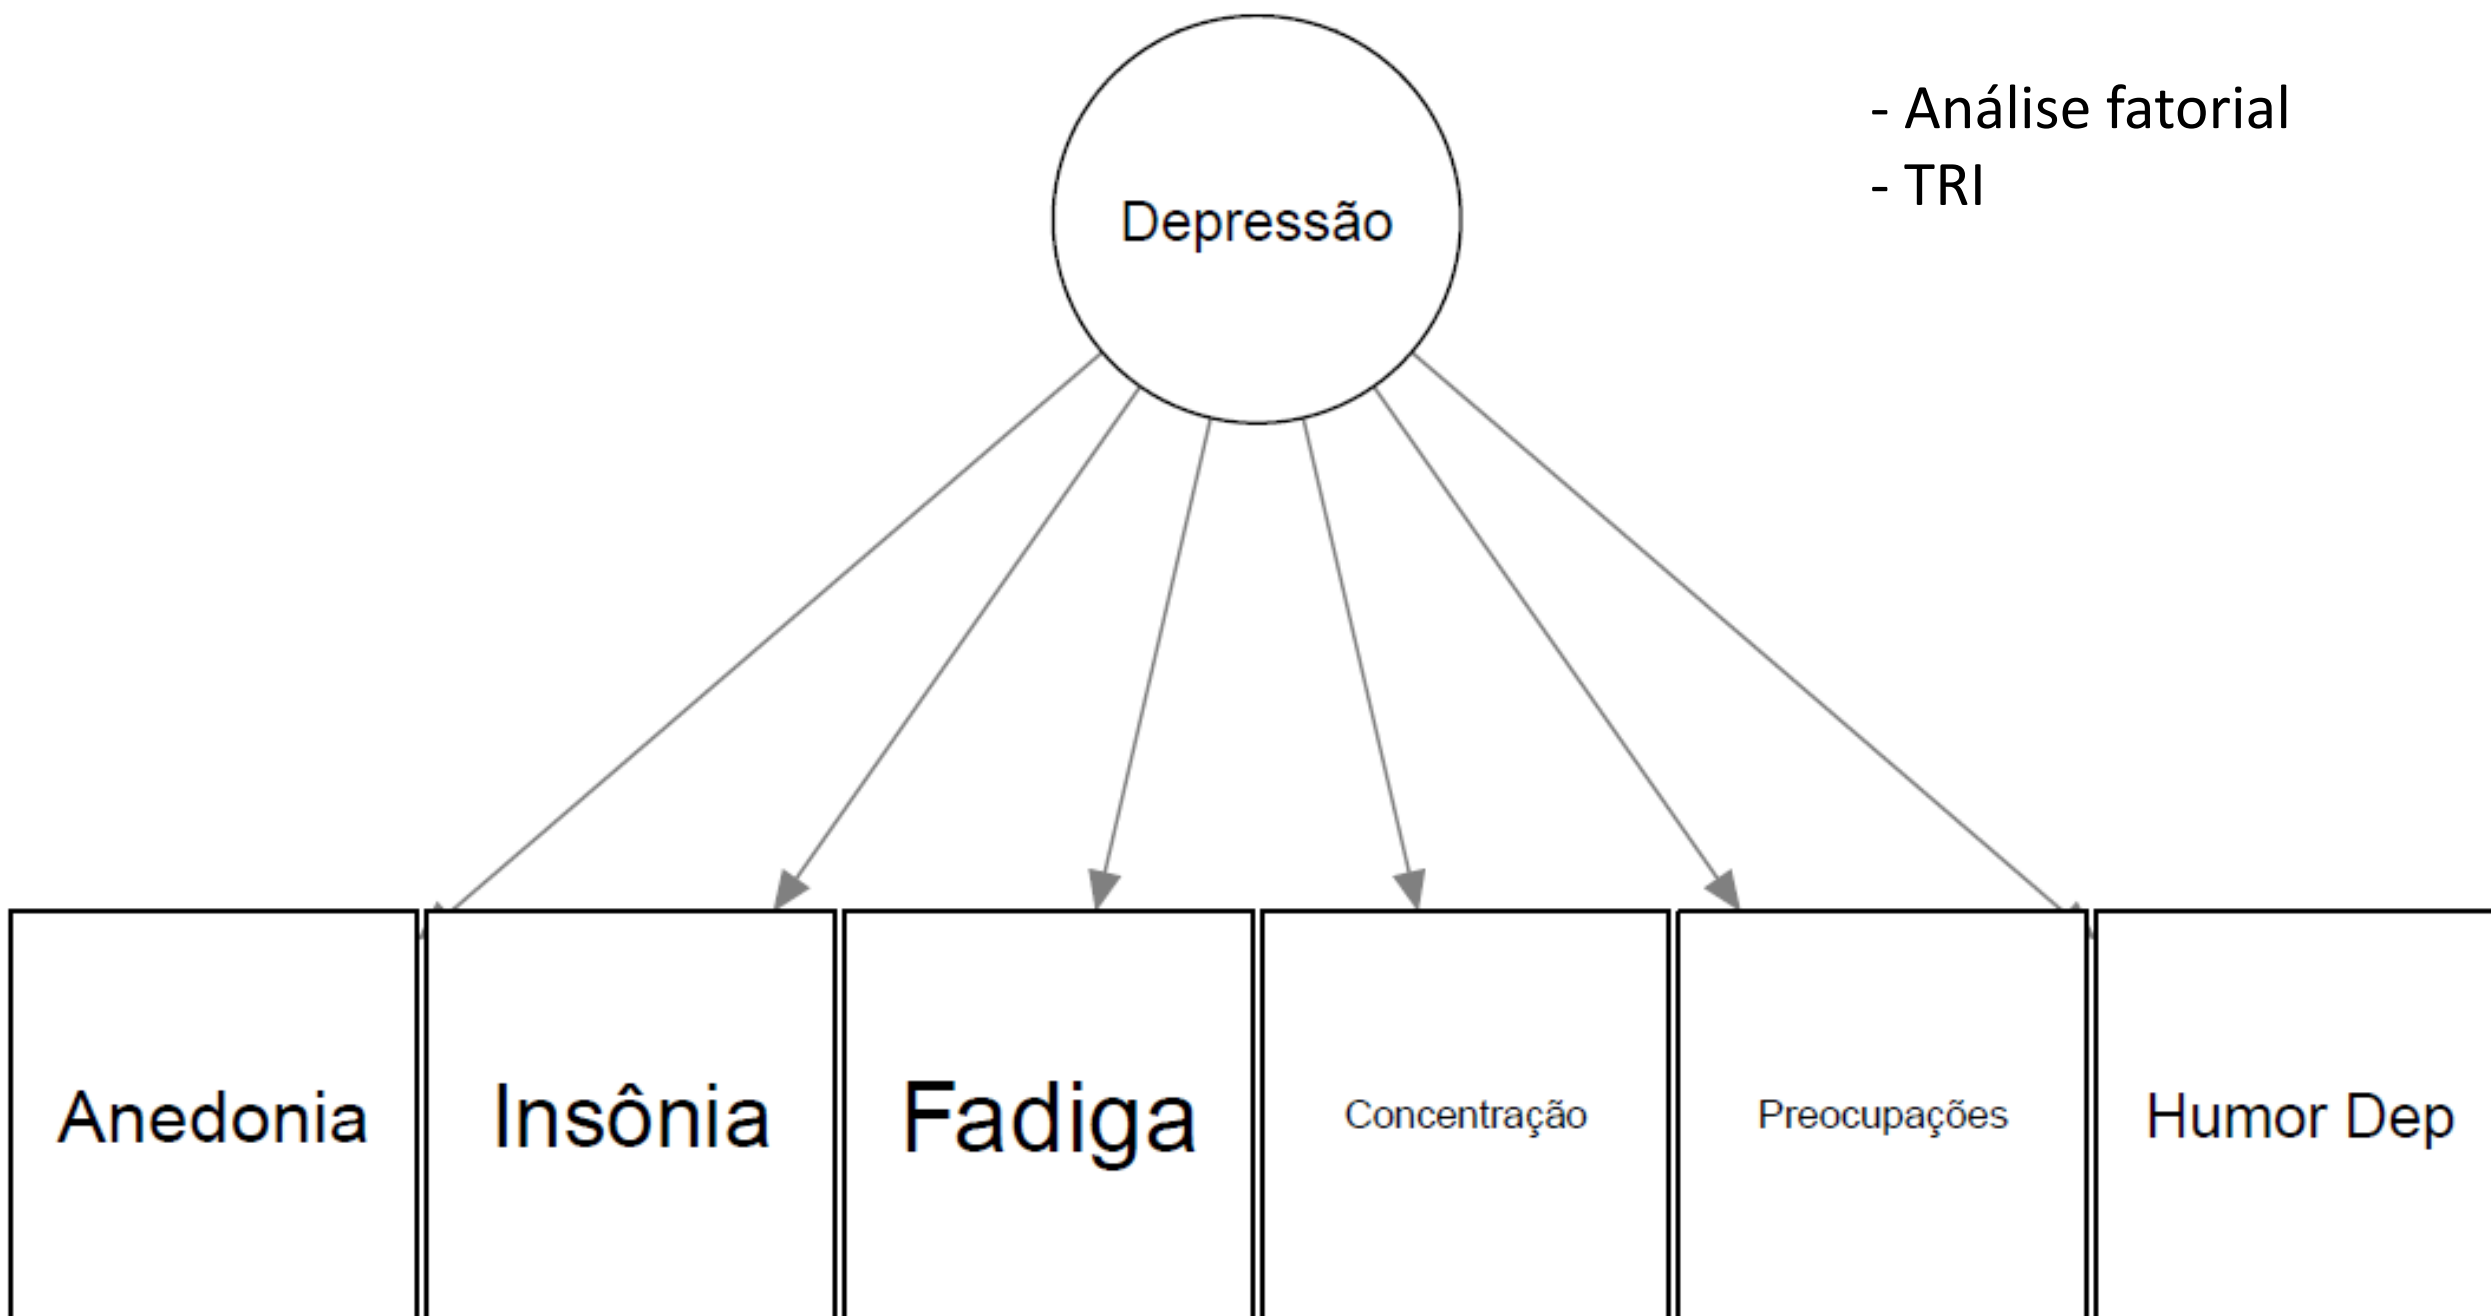 - Análise fatorial
- TRI
Depressão
Anedonia
Insônia
Fadiga
Concentração
Preocupações
Humor Dep